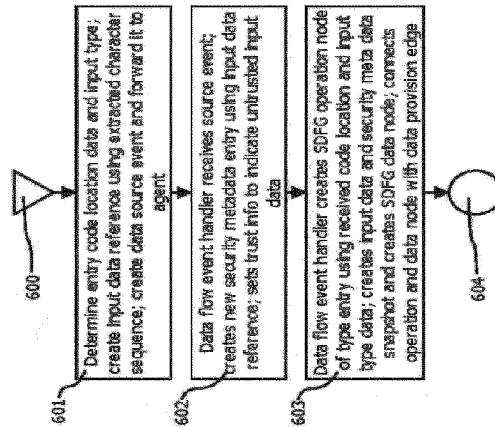 600
601
Determine entry code location data and input type;
create input data reference using extracted character
sequence; create data source event and forward it to
agent
602
Data flow event handler receives source event;
creates new security metadata entry using input data
reference; sets trust info to indicate untrusted input
data
603
Data flow event handler creates SDFG operation node
of type entry using received code location and input
type data; creates input data and security meta data
snapshot and creates SDFG data node; connects
operation and data node with data provision edge
604